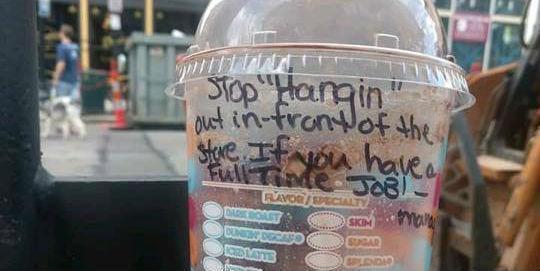 Stop "Hangin"
out in-front of the
store. If you have a
Full Time JOB! -
FLAVOR / SPECIALTY
DARK ROAST
SKIM
DUNKIN' DECAF®
SUGAR
ICED LATTE
SPLENDA®